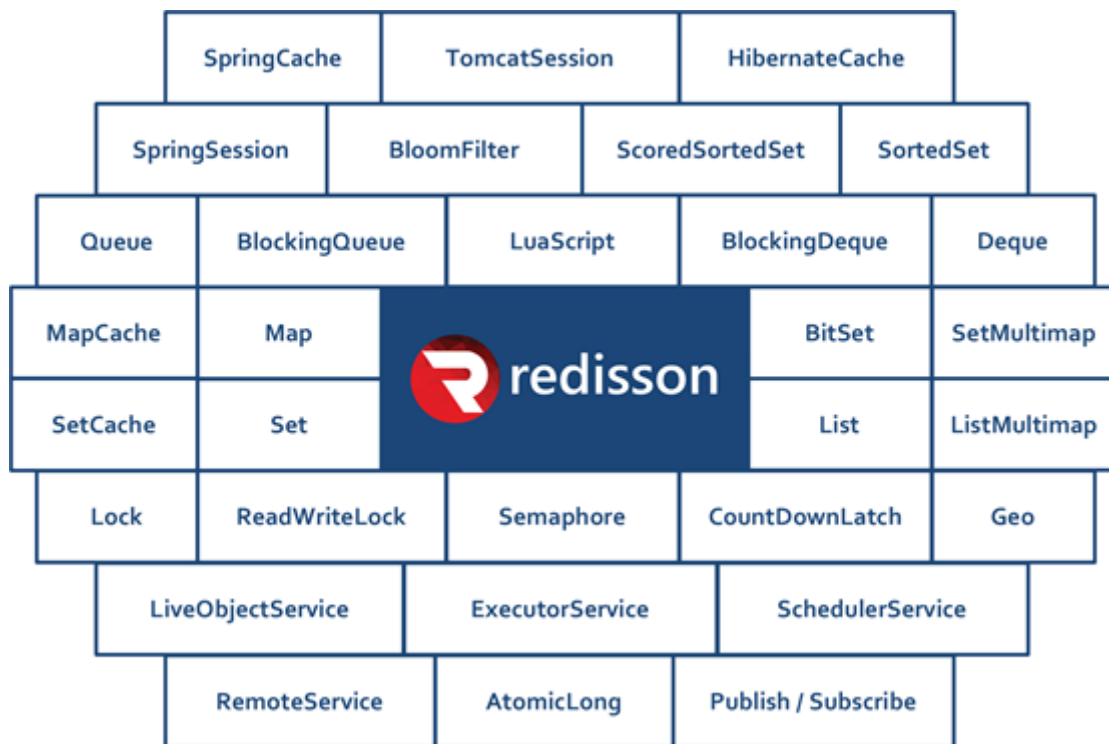 SpringCache TomcatSession HibernateCache
SpringSession BloomFilter ScoredSortedSet SortedSet
Queue BlockingQueue LuaScript BlockingDeque Deque
MapCache Map BitSet SetMultimap
redisson
SetCache Set List ListMultimap
Lock ReadWriteLock Semaphore CountDownLatch Geo
LiveObjectService ExecutorService SchedulerService
RemoteService AtomicLong Publish / Subscribe